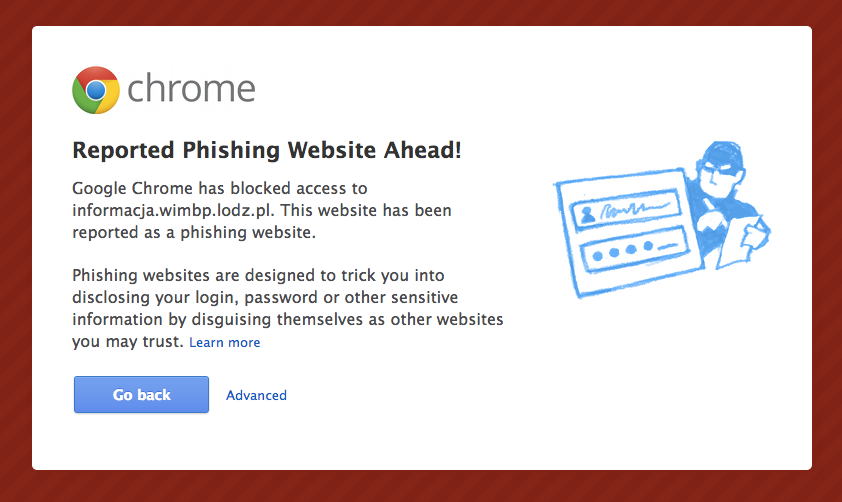 chrome
Reported Phishing Website Ahead!
Google Chrome has blocked access to
informacja.wimbp.lodz.pl. This website has been
reported as a phishing website.
Phishing websites are designed to trick you into
disclosing your login, password or other sensitive
information by disguising themselves as other websites
you may trust. Learn more
Go back Advanced